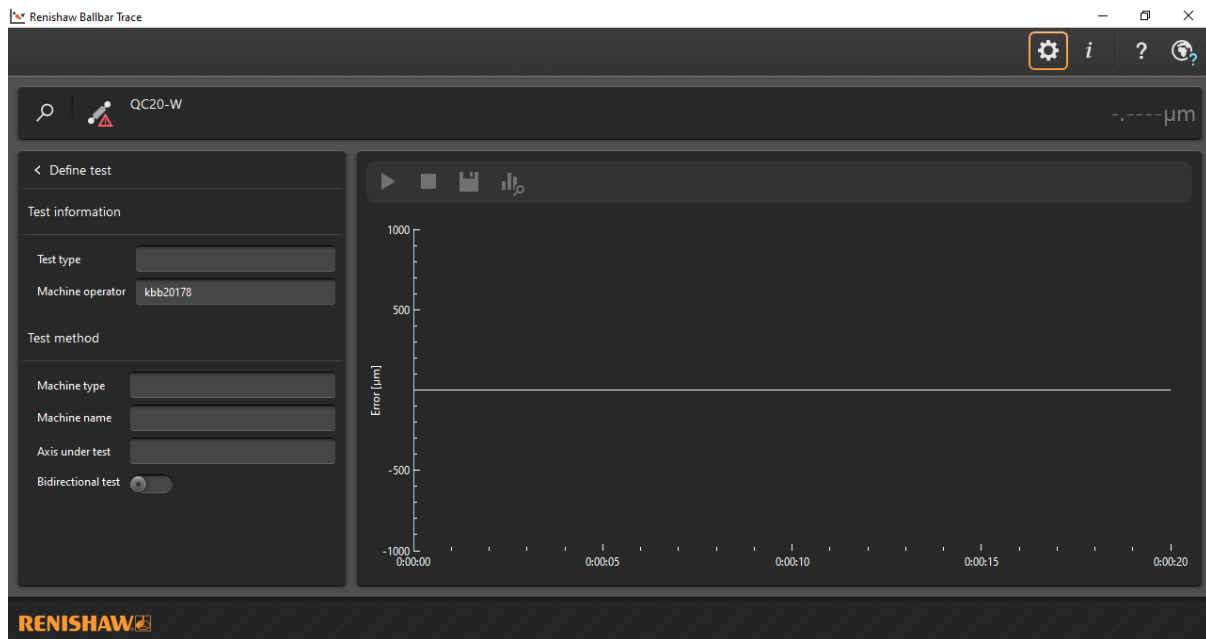 Renishaw Ballbar Trace
i ? ?
QC20-W
-.----µm
< Define test
Test information
Test type
Machine operator kbb20178
Test method
Machine type
Machine name
Axis under test
Bidirectional test
Error [µm]
1000
500
-500
-1000
0:00:00 0:00:05 0:00:10 0:00:15 0:00:20
RENISHAW